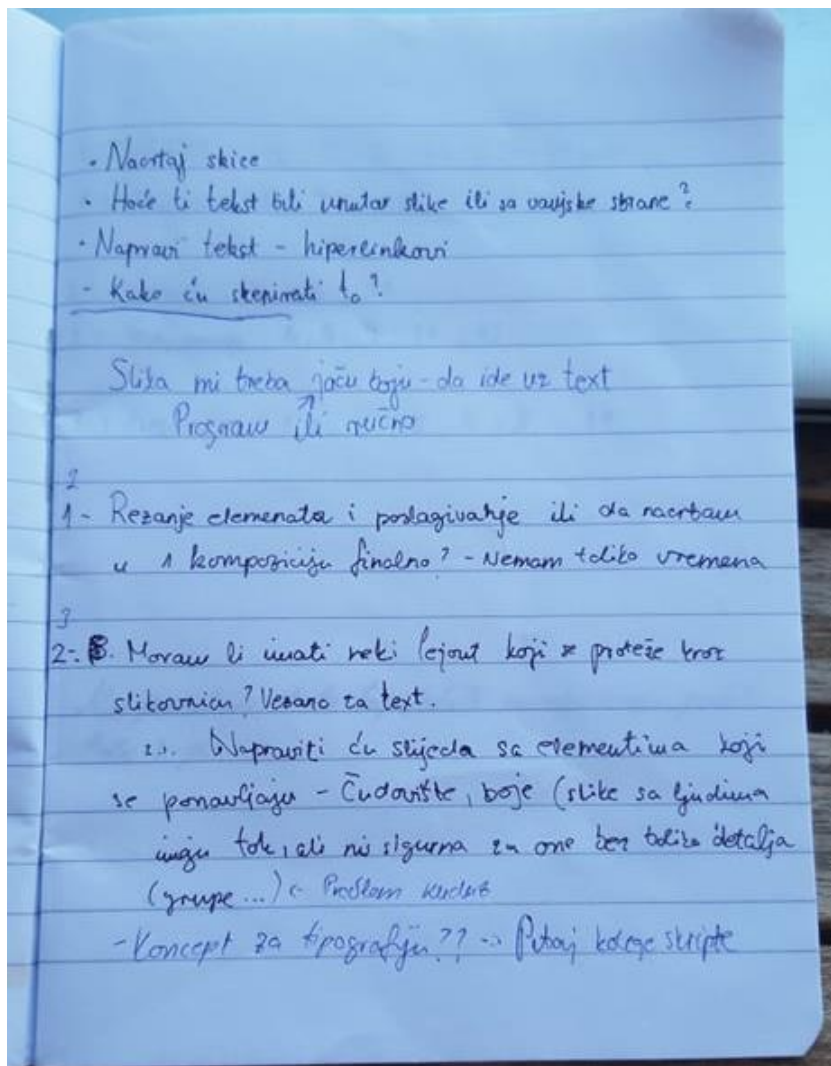 · Nacrtaj skice
· Hoće li tekst biti unutar slike ili sa vanjske strane?
· Napravi tekst - hiperlinkovi
- Kako ću skenirati to?
Slika mi treba jaču boju - da ide uz text
Program ili ručno
2
1 - Rezanje elemenata i poslagivanje ili da nacrtam
u 1 kompoziciju finalno? - Nemam toliko vremena
3
2-. Moram li imati neki lejout koji se proteže kroz
slikovnicu? Vezano za text.
Napraviti ću slijeda sa elementima koji
se ponavljaju - Čudovište, boje (slike sa ljudima
imaju tok, ali ni sigurna za one bez toliko detalja
(grupe...) <- Problem
- Koncept za tipografiju?? -> Pitaj kolege skripte